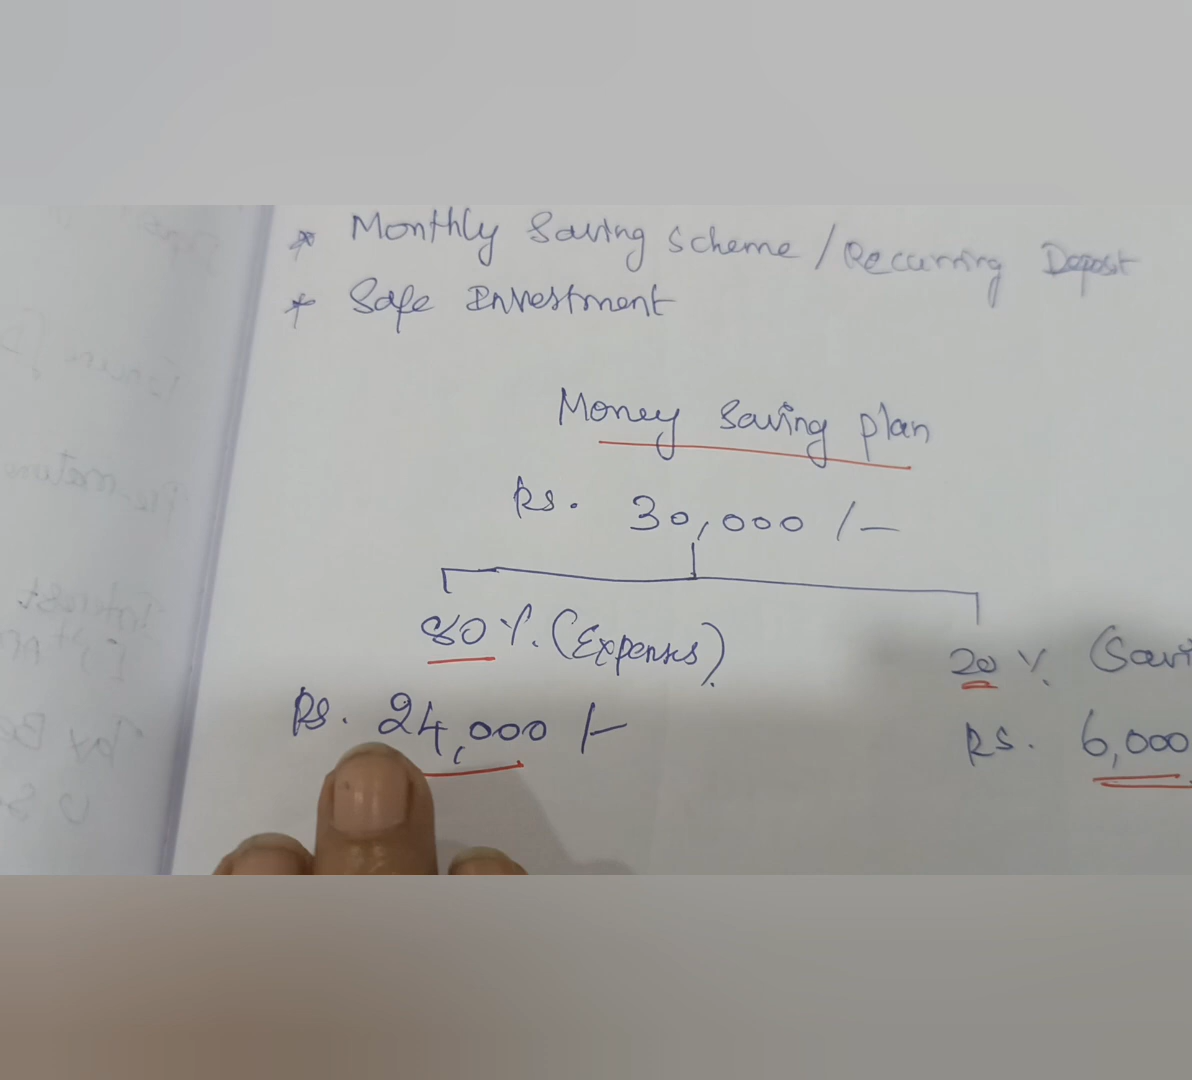 * Monthly Saving Scheme / Recurring Deposit
* Safe Investment
Money Saving Plan
Rs. 30,000 /-
80 %. (Expenses)
20 %. (Savi
Rs. 24,000 /-
Rs. 6,000